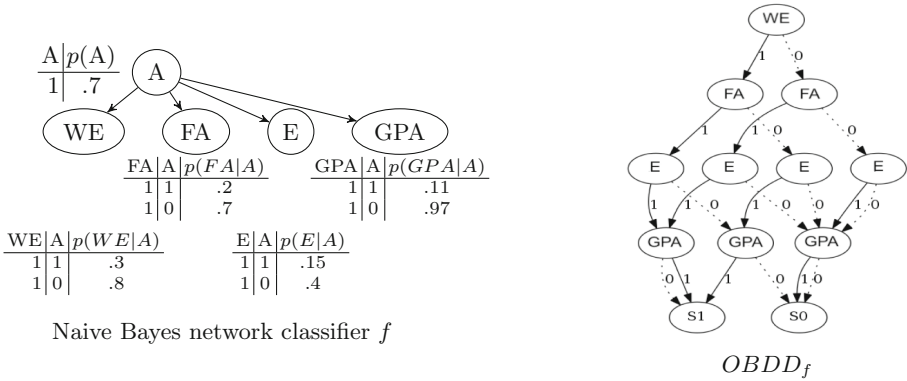 A p(A)
1 .7
A
WE FA E GPA
FA A p(FA|A)
1 1 .2
1 0 .7
GPA A p(GPA|A)
1 1 .11
1 0 .97
WE A p(WE|A)
1 1 .3
1 0 .8
E A p(E|A)
1 1 .15
1 0 .4
Naive Bayes network classifier f
WE
1 0
FA FA
1 1 0 0
E E E E
1 1 0 1 0 0 1 0
GPA GPA GPA
0 1 1 0 1 0
S1 S0
OBDD_f